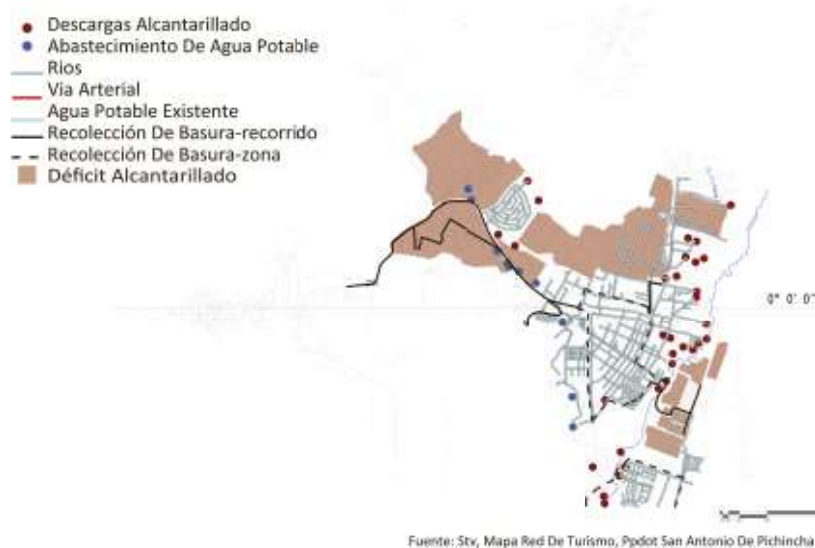 Descargas Alcantarillado
Abastecimiento De Agua Potable
Rios
Via Arterial
Agua Potable Existente
Recolección De Basura-recorrido
Recolección De Basura-zona
Déficit Alcantarillado
0° 0' 0"
Fuente: Stv, Mapa Red De Turismo, Ppdot San Antonio De Pichincha